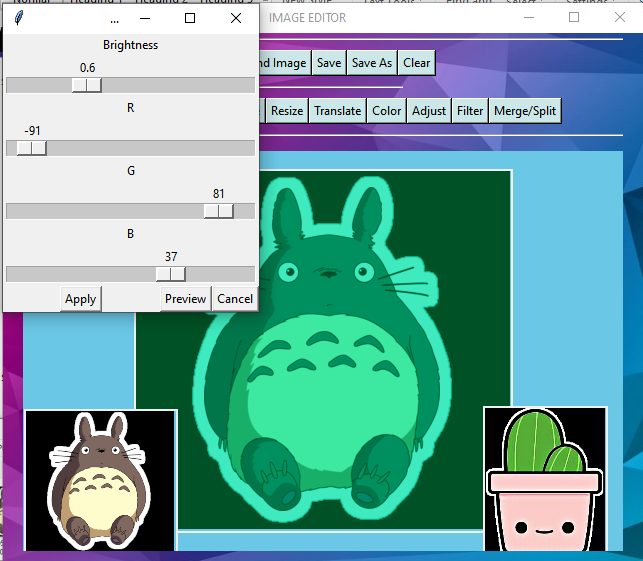 ...
IMAGE EDITOR
Brightness
0.6
R
-91
G
81
B
37
Apply Preview Cancel
Image Save Save As Clear
Resize Translate Color Adjust Filter Merge/Split